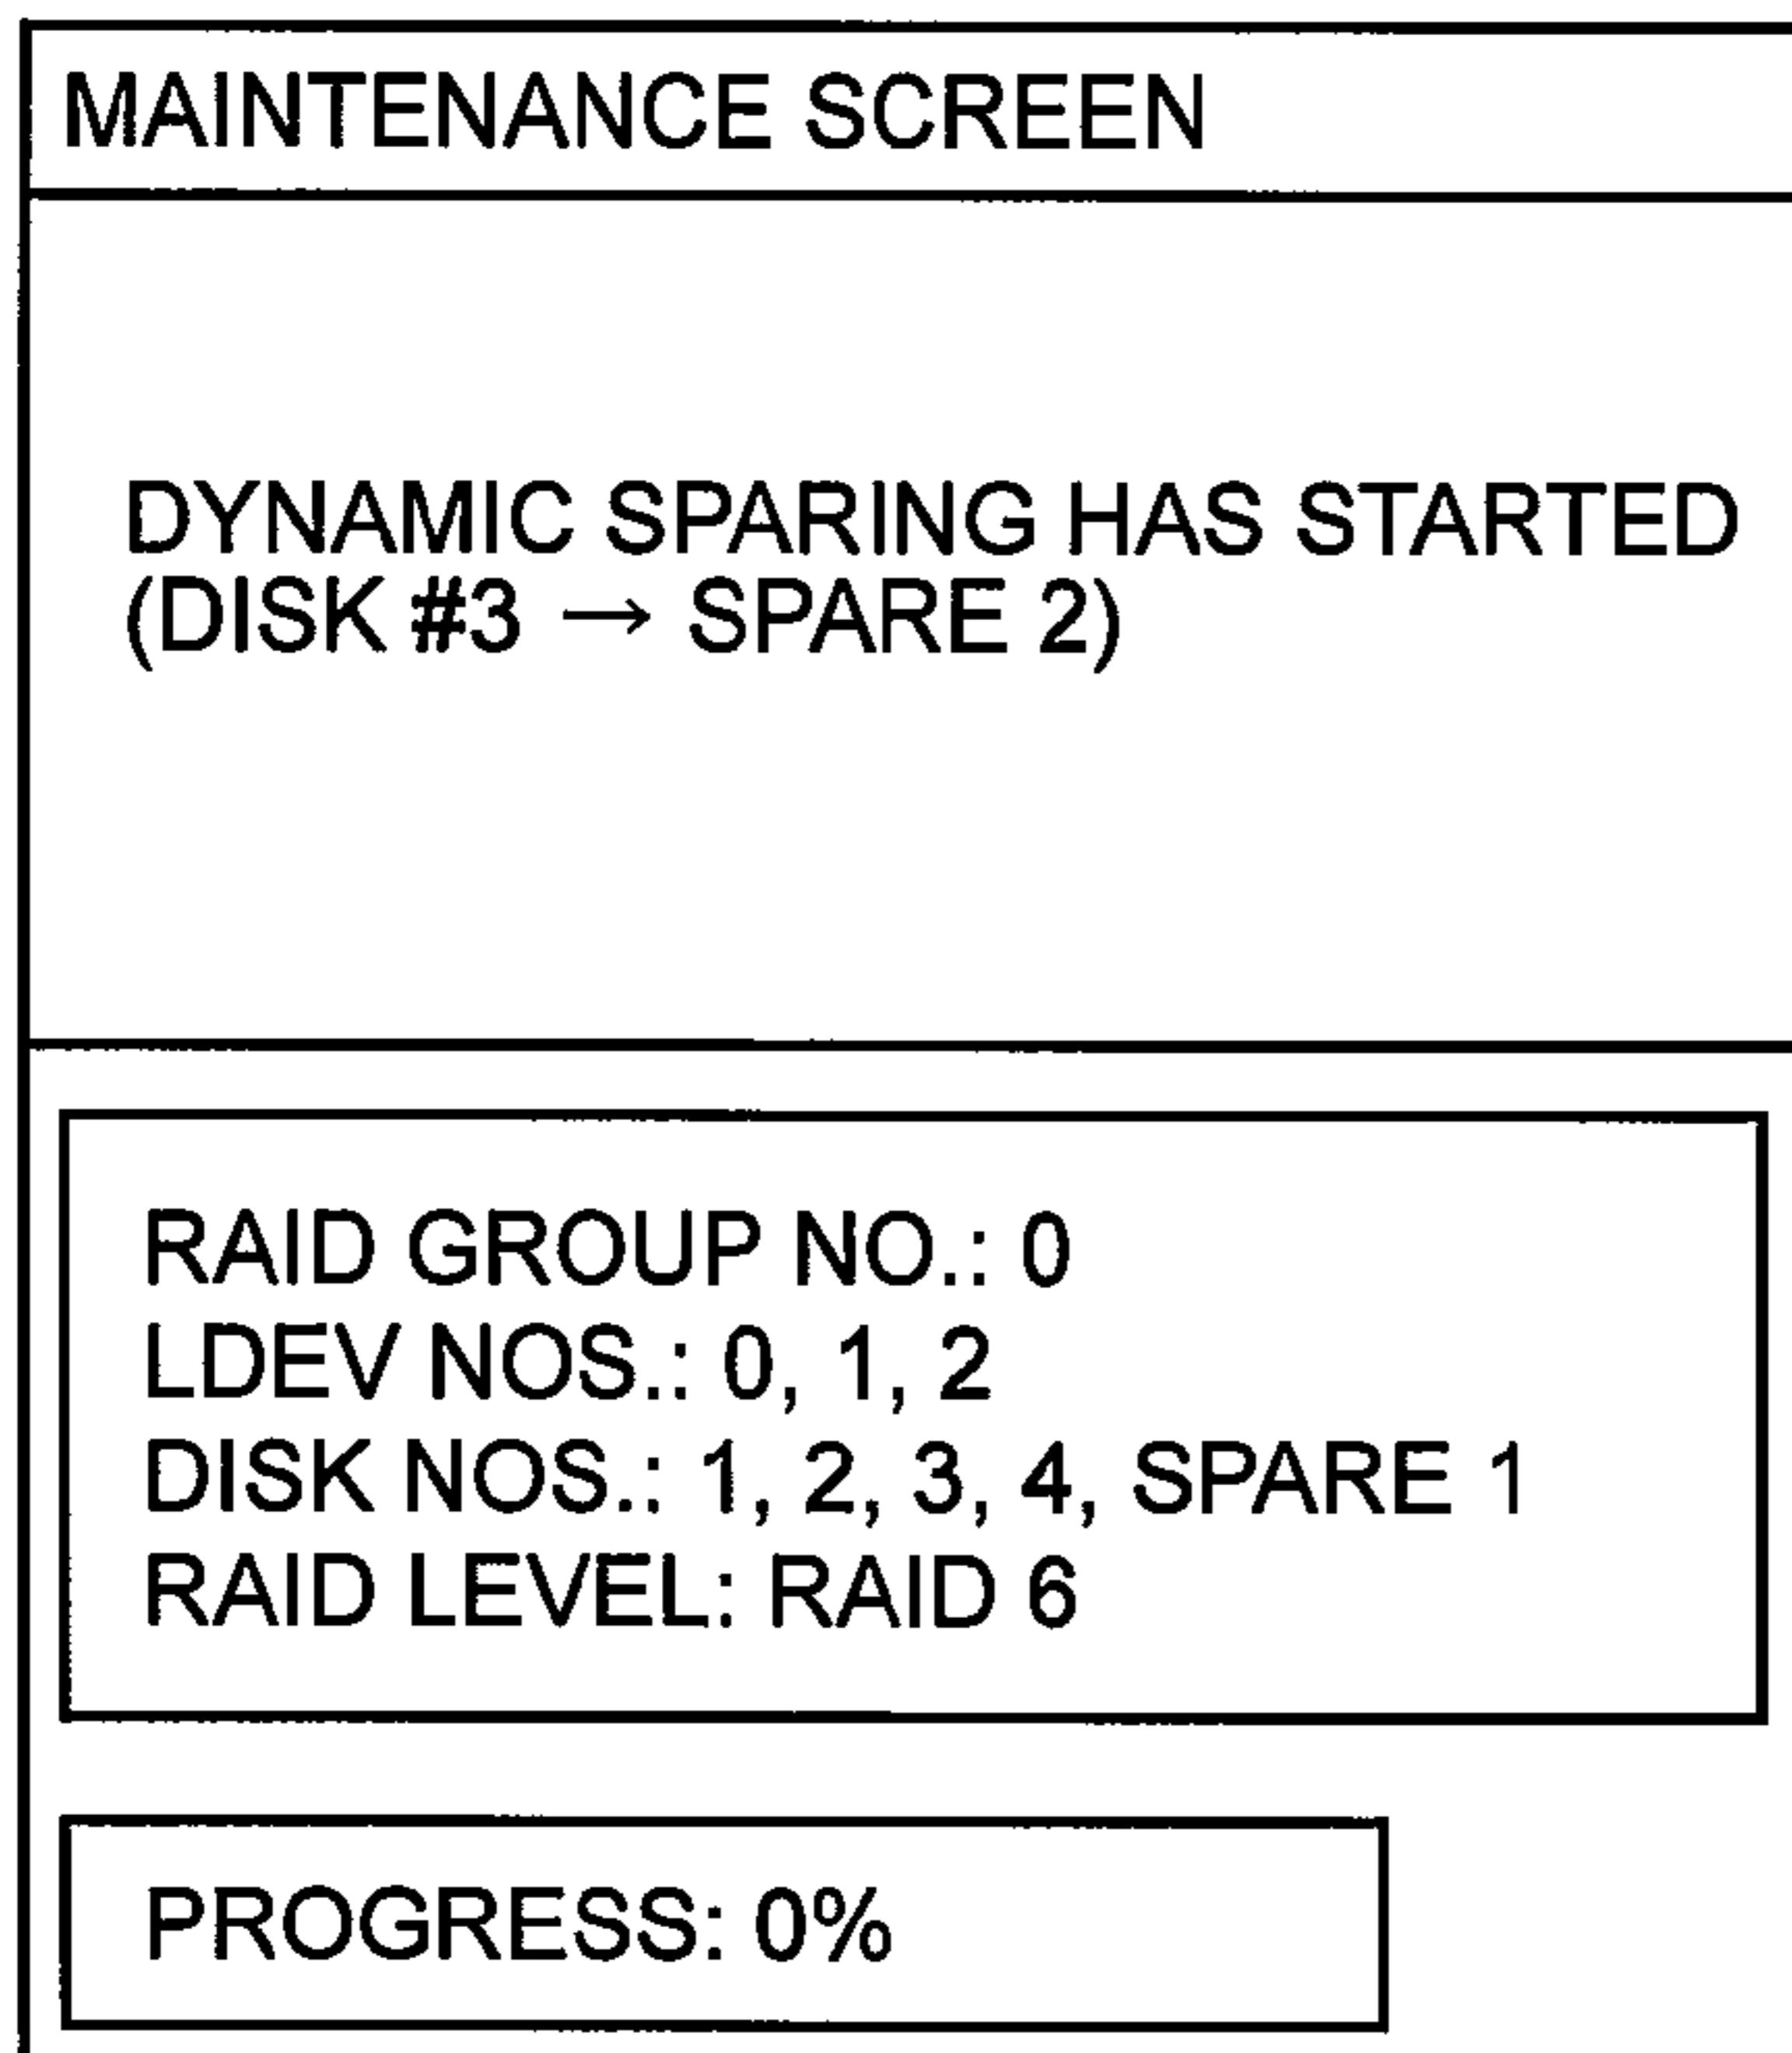 MAINTENANCE SCREEN
DYNAMIC SPARING HAS STARTED
(DISK #3 → SPARE 2)
RAID GROUP NO.: 0
LDEV NOS.: 0, 1, 2
DISK NOS.: 1, 2, 3, 4, SPARE 1
RAID LEVEL: RAID 6
PROGRESS: 0%